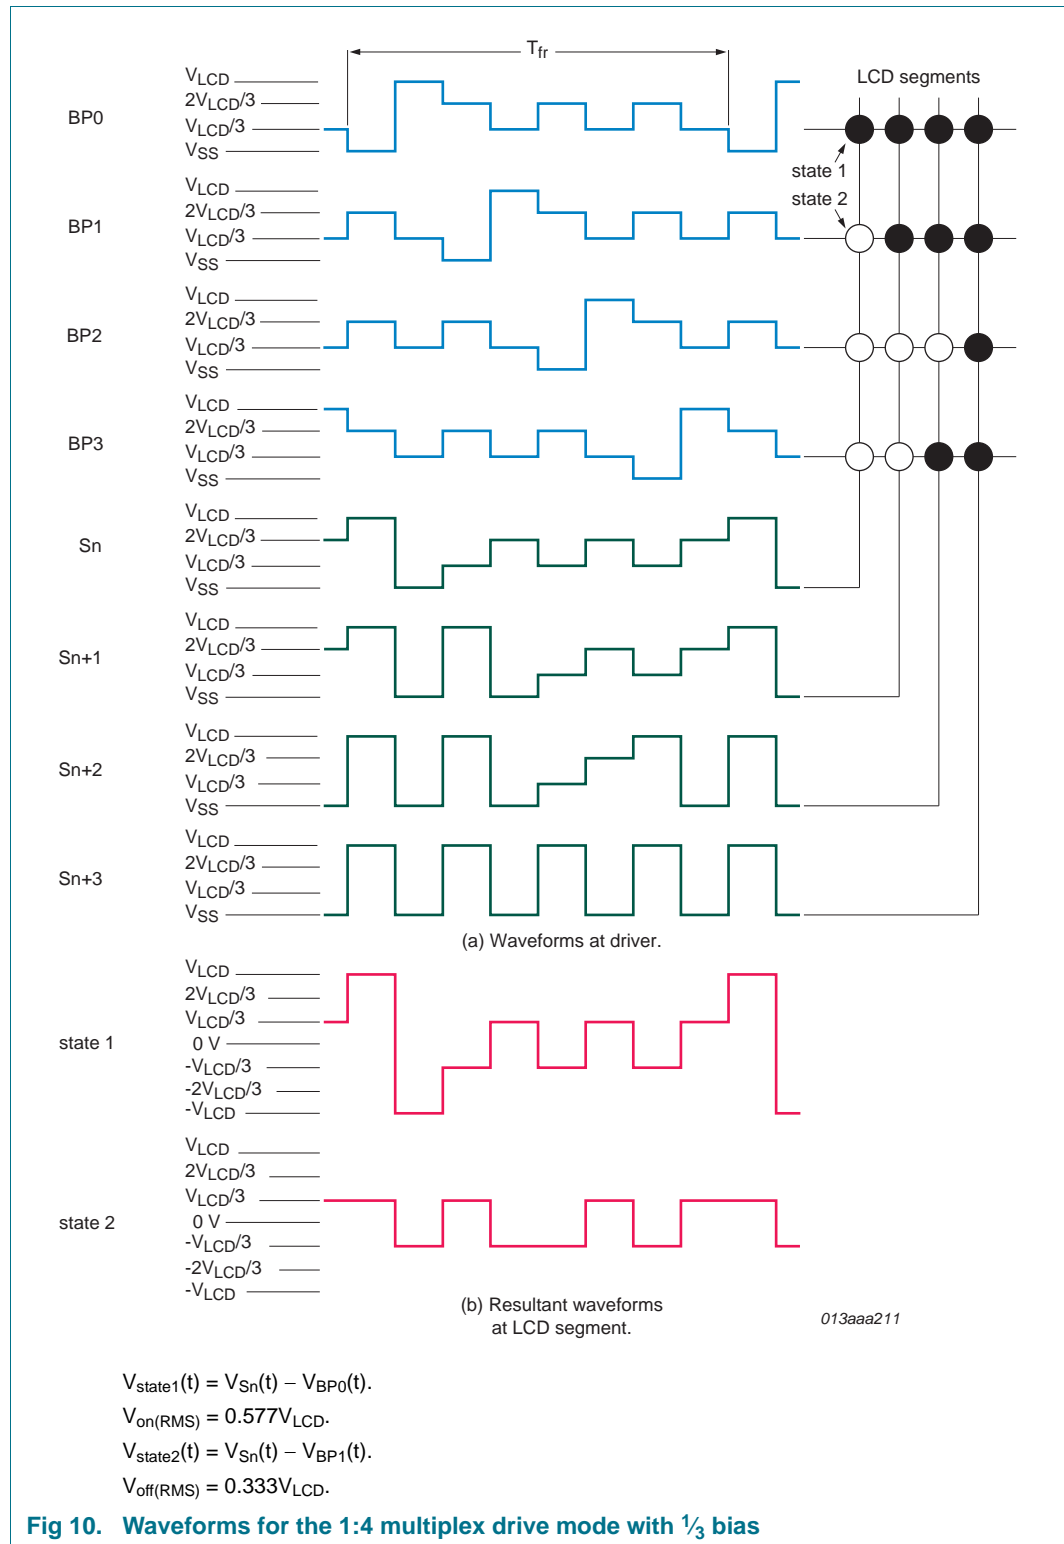 Tfr
VLCD
2VLCD/3
BP0
VLCD/3
VSS
LCD segments
state 1
state 2
VLCD
2VLCD/3
BP1
VLCD/3
VSS
VLCD
2VLCD/3
BP2
VLCD/3
VSS
VLCD
2VLCD/3
BP3
VLCD/3
VSS
VLCD
2VLCD/3
Sn
VLCD/3
VSS
VLCD
2VLCD/3
Sn+1
VLCD/3
VSS
VLCD
2VLCD/3
Sn+2
VLCD/3
VSS
VLCD
2VLCD/3
Sn+3
VLCD/3
VSS
(a) Waveforms at driver.
VLCD
2VLCD/3
VLCD/3
state 1
0 V
-VLCD/3
-2VLCD/3
-VLCD
VLCD
2VLCD/3
VLCD/3
state 2
0 V
-VLCD/3
-2VLCD/3
-VLCD
(b) Resultant waveforms
at LCD segment.
013aaa211
Vstate1(t) = VSn(t) − VBP0(t).
Von(RMS) = 0.577VLCD.
Vstate2(t) = VSn(t) − VBP1(t).
Voff(RMS) = 0.333VLCD.
Fig 10. Waveforms for the 1:4 multiplex drive mode with 1⁄3 bias